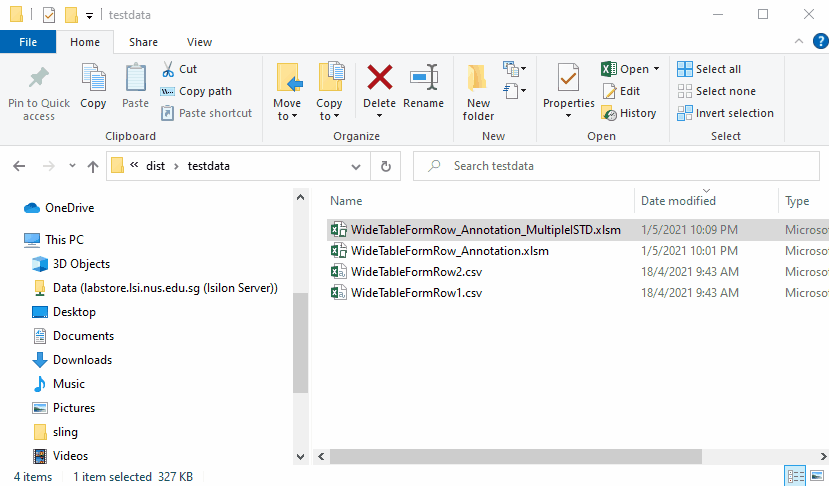 testdata
File Home Share View
Pin to Quick access
Copy
Paste
Cut
Copy path
Paste shortcut
Move to
Copy to
Delete
Rename
New folder
Properties
Open
Edit
History
Select all
Select none
Invert selection
Clipboard Organize New Open Select
« dist › testdata
Search testdata
Name Date modified Type
OneDrive
This PC
3D Objects
Data (labstore.lsi.nus.edu.sg (Isilon Server))
Desktop
Documents
Downloads
Music
Pictures
sling
Videos
WideTableFormRow_Annotation_MultipleISTD.xlsm 1/5/2021 10:09 PM Microso
WideTableFormRow_Annotation.xlsm 1/5/2021 10:01 PM Microso
WideTableFormRow2.csv 18/4/2021 9:43 AM Microso
WideTableFormRow1.csv 18/4/2021 9:43 AM Microso
4 items 1 item selected 327 KB